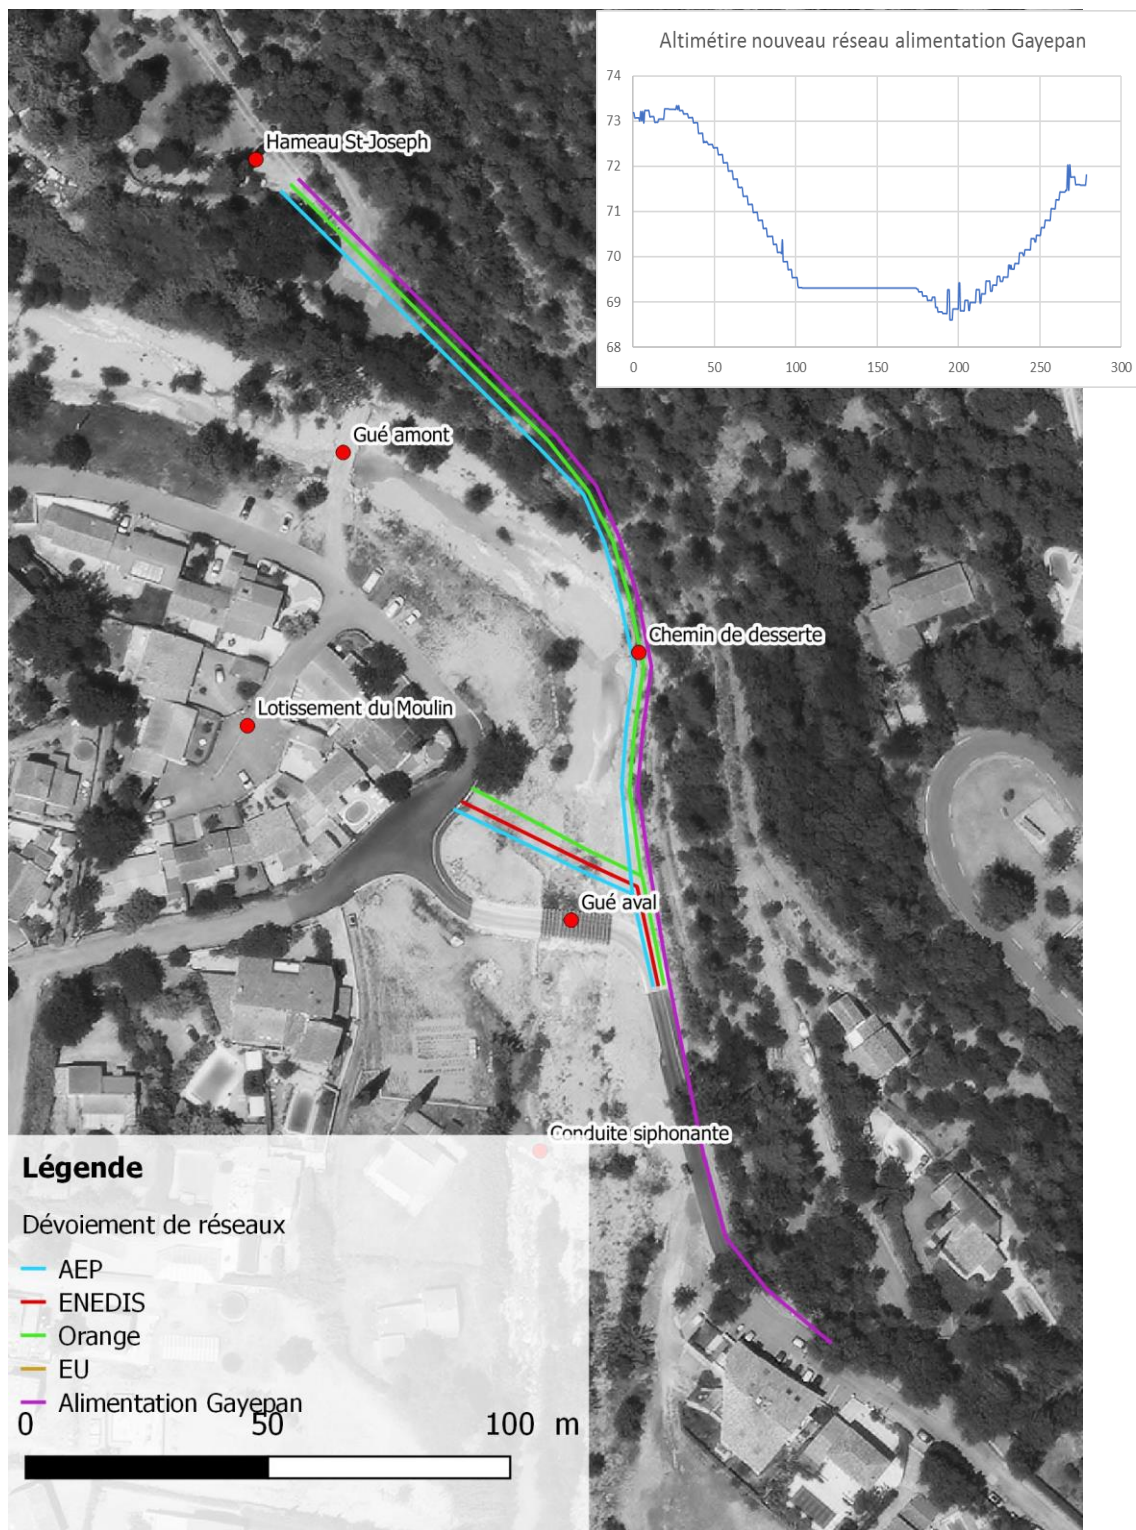 Altimétire nouveau réseau alimentation Gayepan
74
73
72
71
70
69
68
0 50 100 150 200 250 300
Hameau St-Joseph
Gué amont
Chemin de desserte
Lotissement du Moulin
Gué aval
Conduite siphonante
Légende
Dévoiement de réseaux
AEP
ENEDIS
Orange
EU
Alimentation Gayepan
0 50 100 m